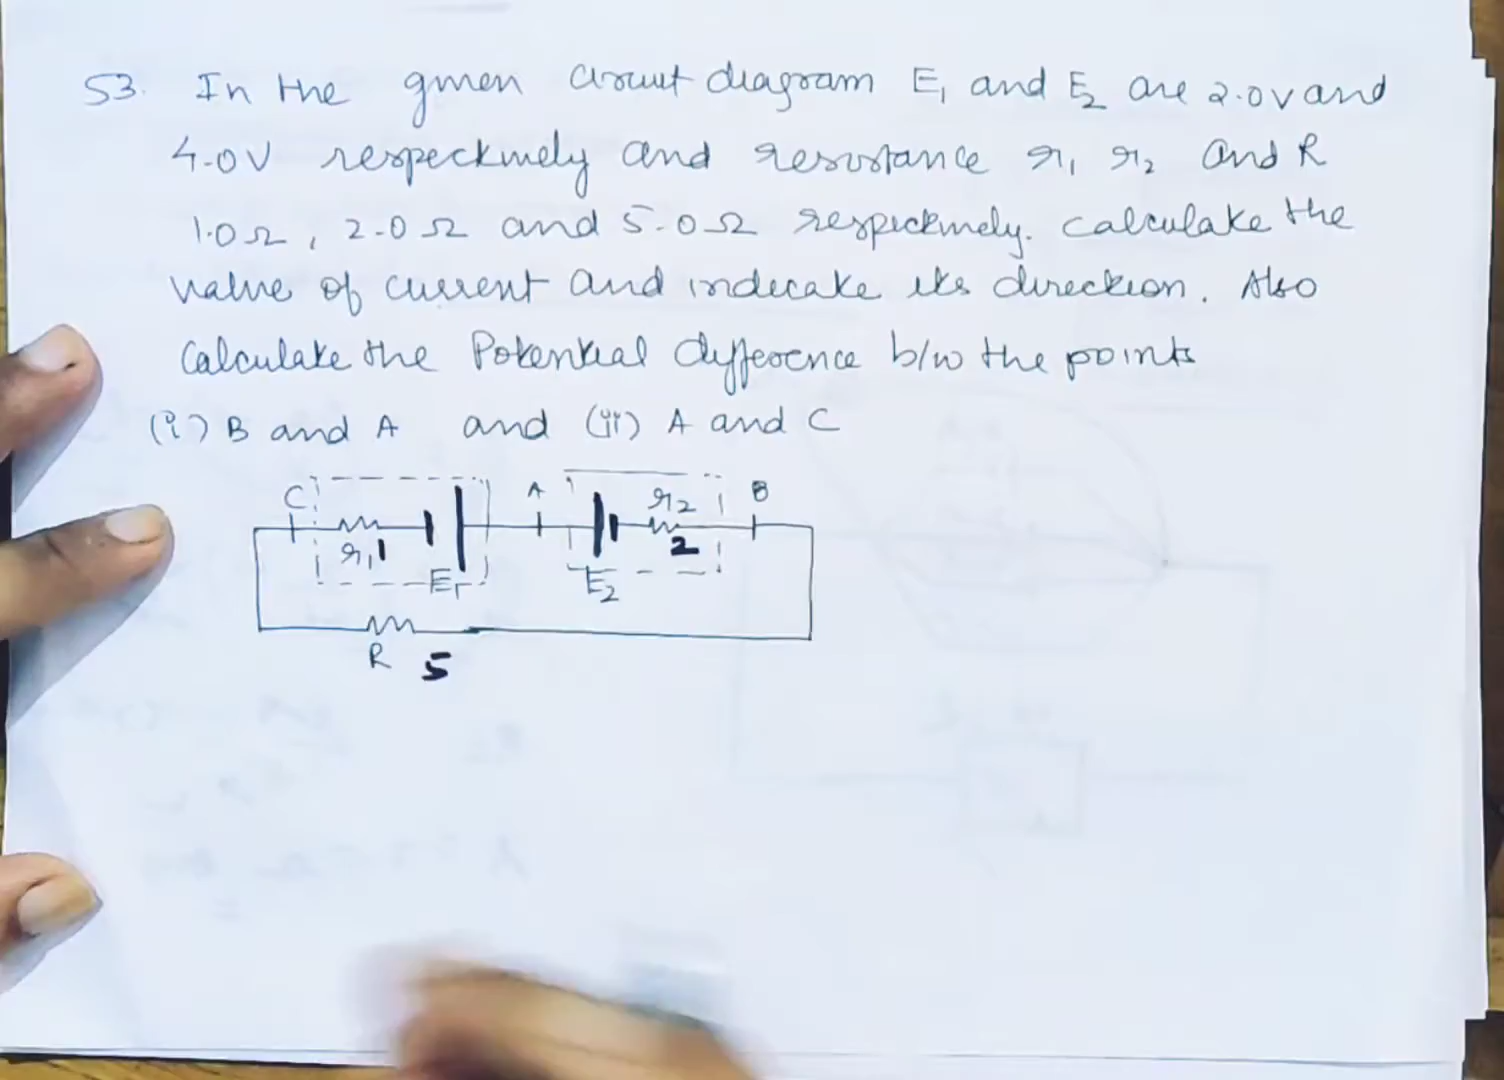 53. In the given circuit diagram E1 and E2 are 2.0V and
4.0V respectively and resistance r1 r2 and R
1.0Ω, 2.0Ω and 5.0Ω respectively. Calculate the
value of current and indicate its direction. Also
Calculate the Potential difference b/w the points
(i) B and A and (ii) A and C
C A r2 B
r1 1 2
E1 E2
R 5